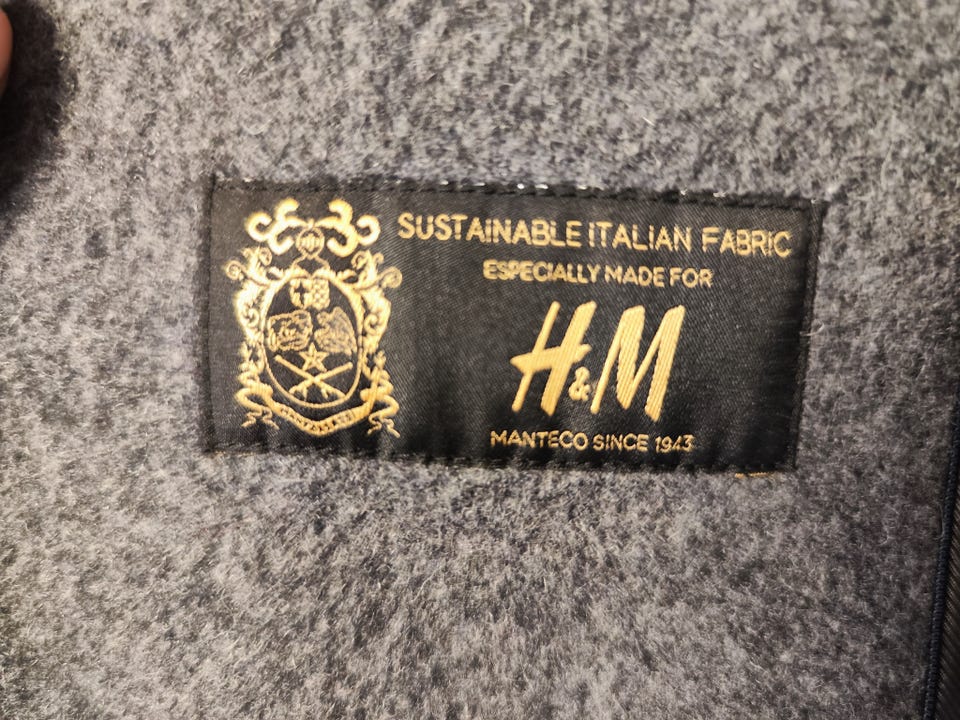 SUSTAINABLE ITALIAN FABRIC
ESPECIALLY MADE FOR
H&M
MANTECO SINCE 1943